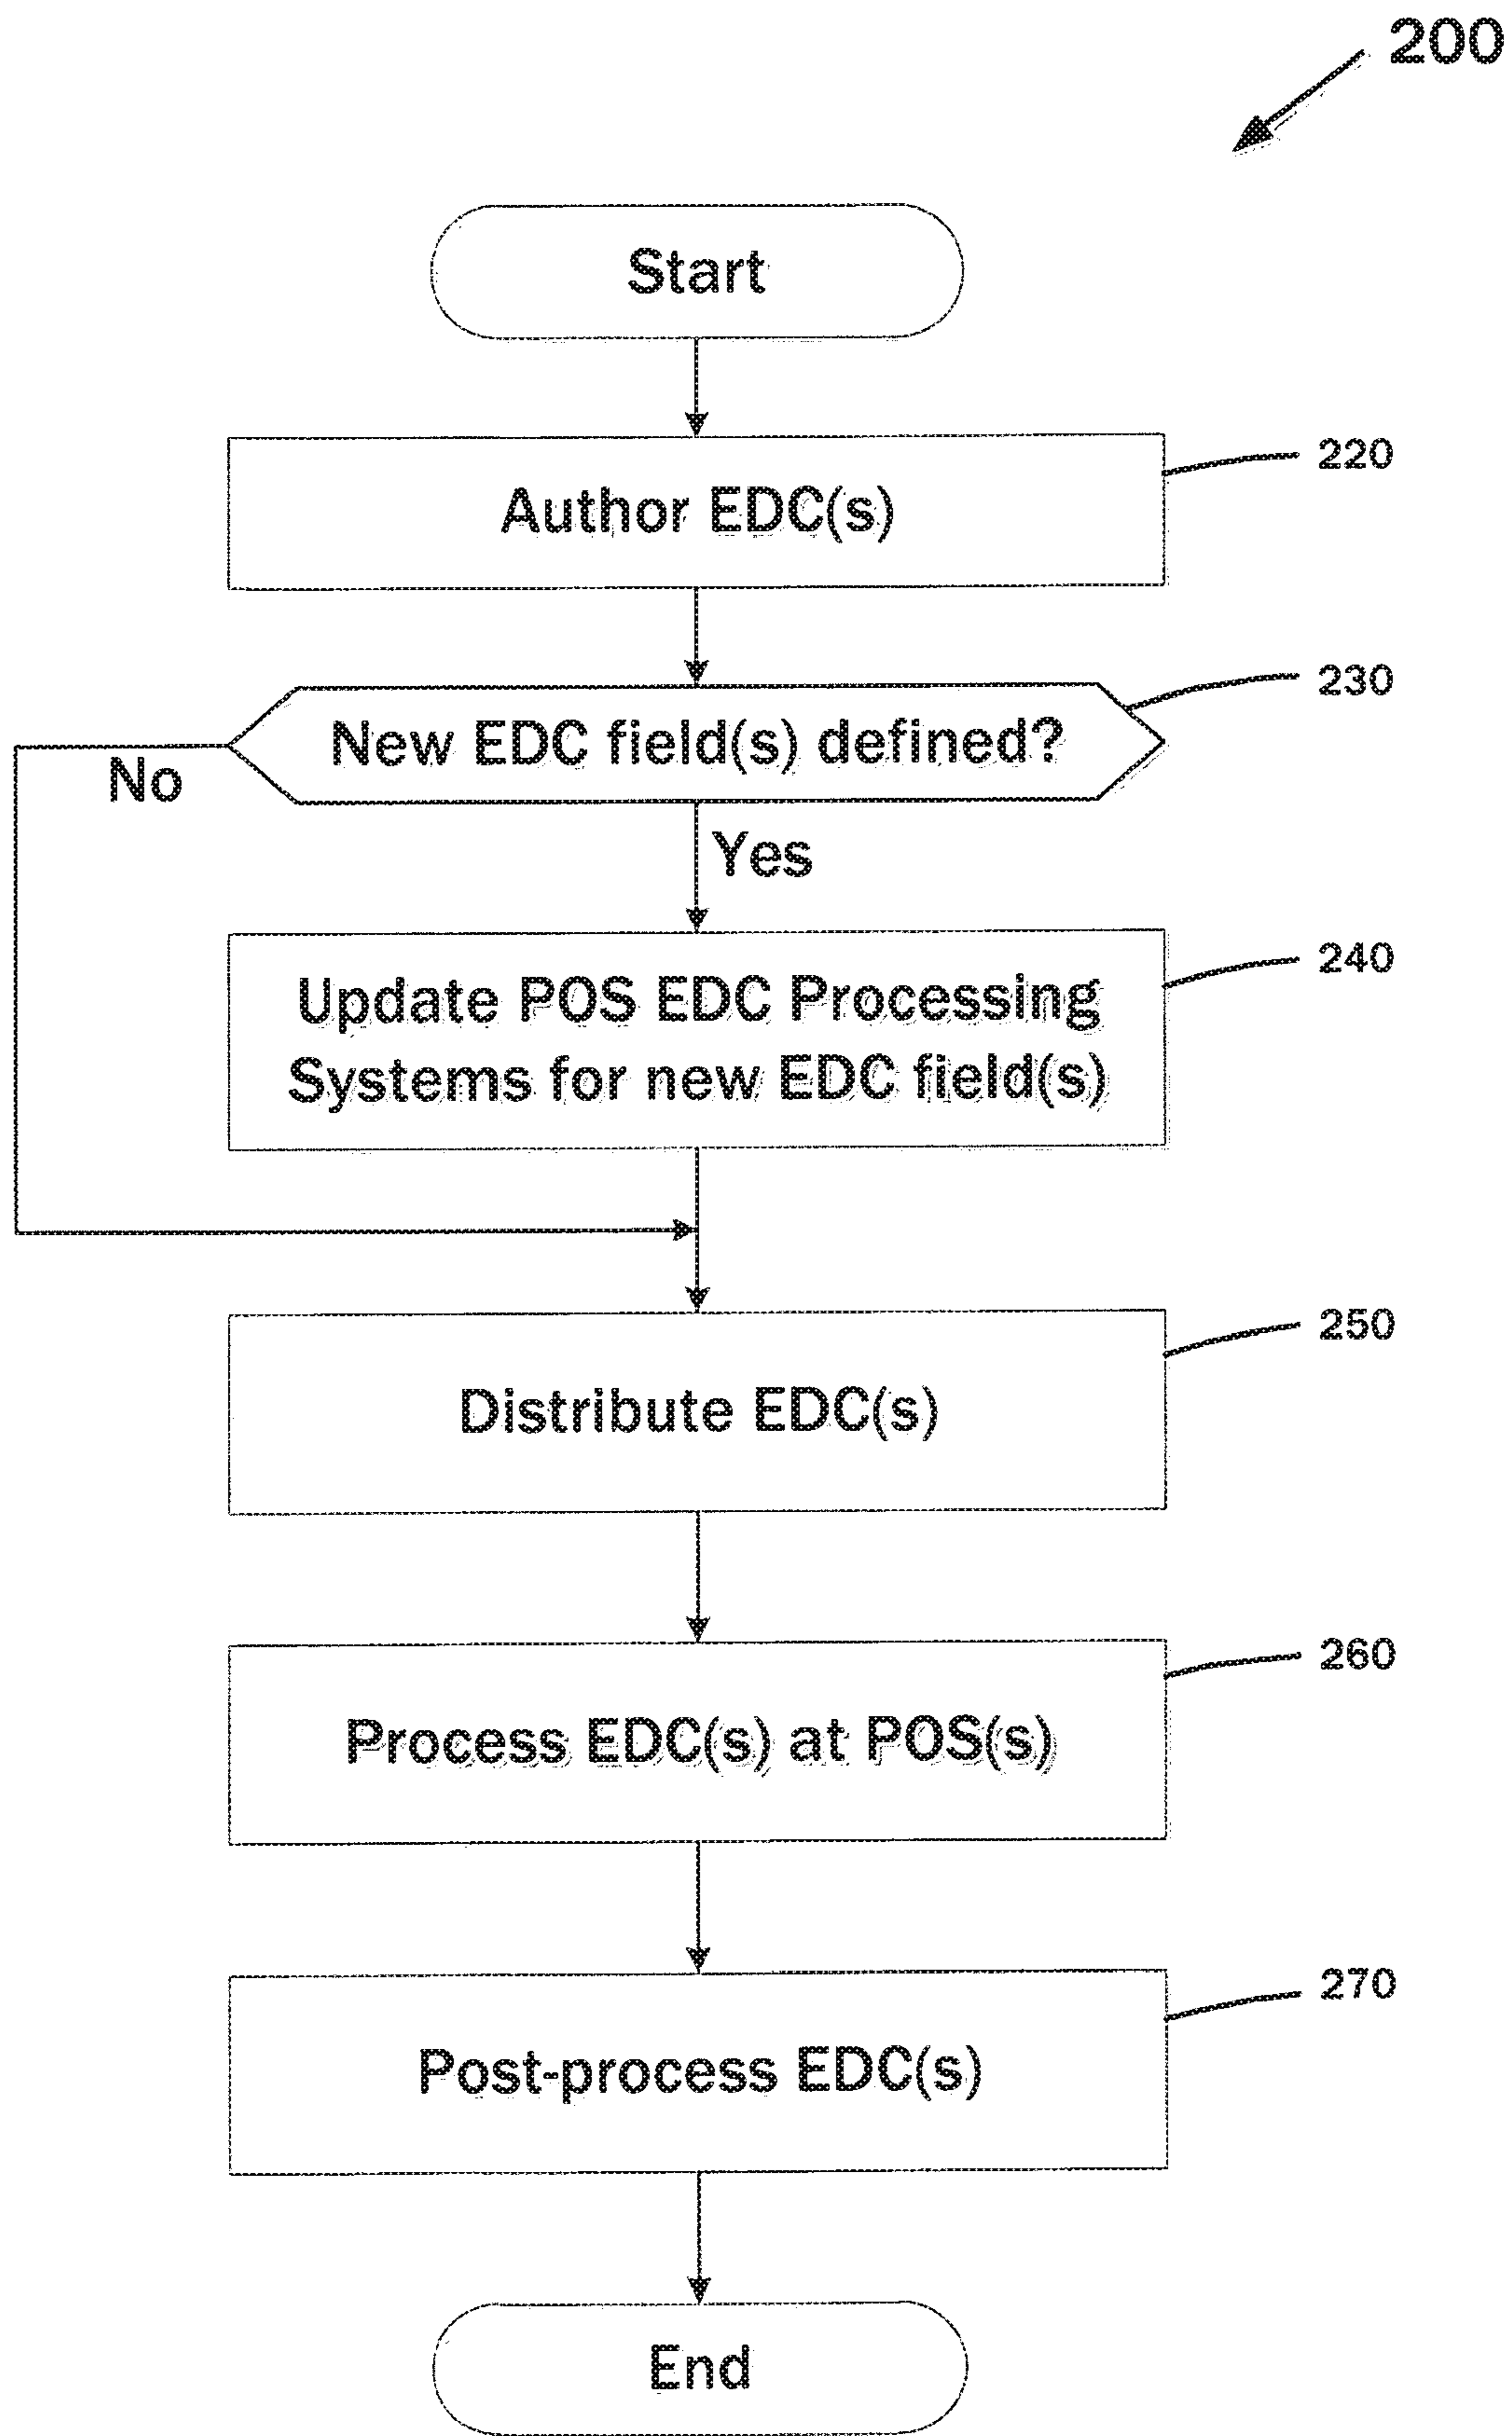 200
Start
Author EDC(s)
220
New EDC field(s) defined?
230
No
Yes
Update POS EDC Processing
Systems for new EDC field(s)
240
Distribute EDC(s)
250
Process EDC(s) at POS(s)
260
Post-process EDC(s)
270
End